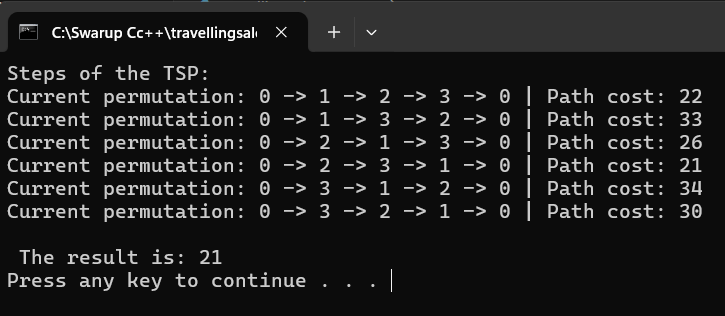 C:\Swarup Cc++\travellingsal
Steps of the TSP:
Current permutation: 0 -> 1 -> 2 -> 3 -> 0 | Path cost: 22
Current permutation: 0 -> 1 -> 3 -> 2 -> 0 | Path cost: 33
Current permutation: 0 -> 2 -> 1 -> 3 -> 0 | Path cost: 26
Current permutation: 0 -> 2 -> 3 -> 1 -> 0 | Path cost: 21
Current permutation: 0 -> 3 -> 1 -> 2 -> 0 | Path cost: 34
Current permutation: 0 -> 3 -> 2 -> 1 -> 0 | Path cost: 30
The result is: 21
Press any key to continue . . .